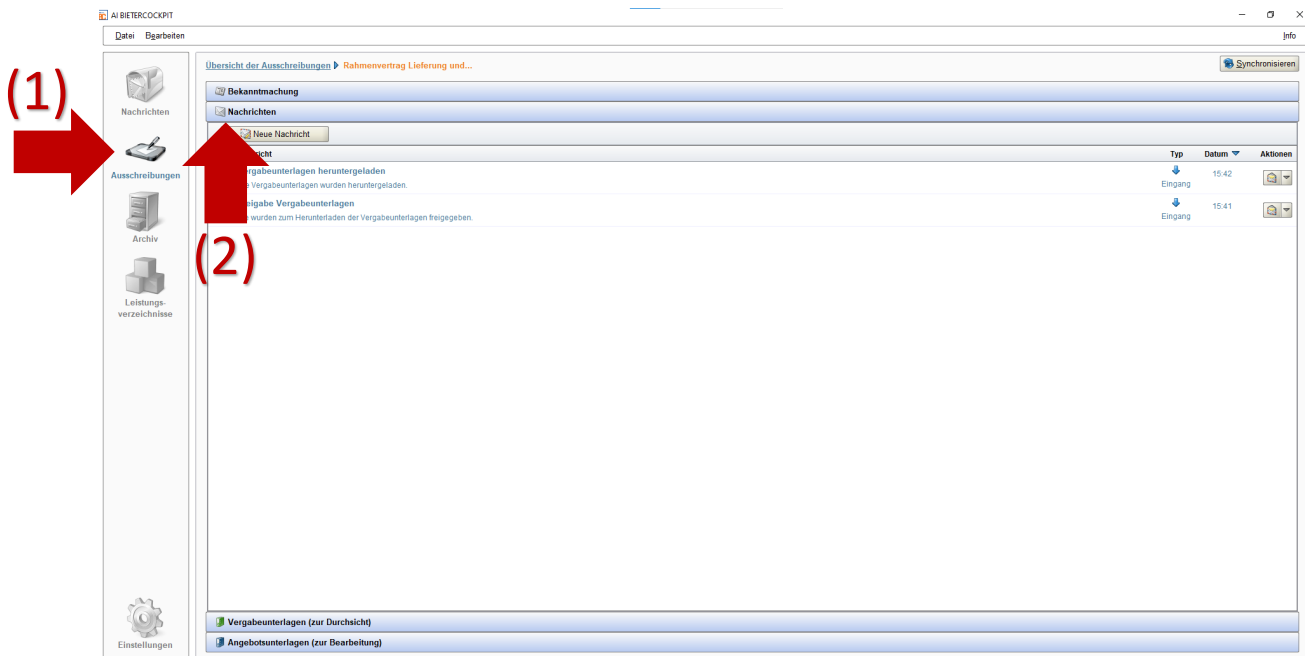 AI BIETERCOCKPIT
Datei Bearbeiten Info
(1)
Nachrichten
Ausschreibungen
Archiv
Leistungs-
verzeichnisse
Einstellungen
Übersicht der Ausschreibungen Rahmenvertrag Lieferung und... Synchronisieren
Bekanntmachung
Nachrichten
Neue Nachricht
Typ Datum Aktionen
heruntergeladen
15:42
Vergabeunterlagen wurden heruntergeladen.
Eingang
Vergabeunterlagen
15:41
wurden zum Herunterladen der Vergabeunterlagen freigegeben.
Eingang
(2)
Vergabeunterlagen (zur Durchsicht)
Angebotsunterlagen (zur Bearbeitung)